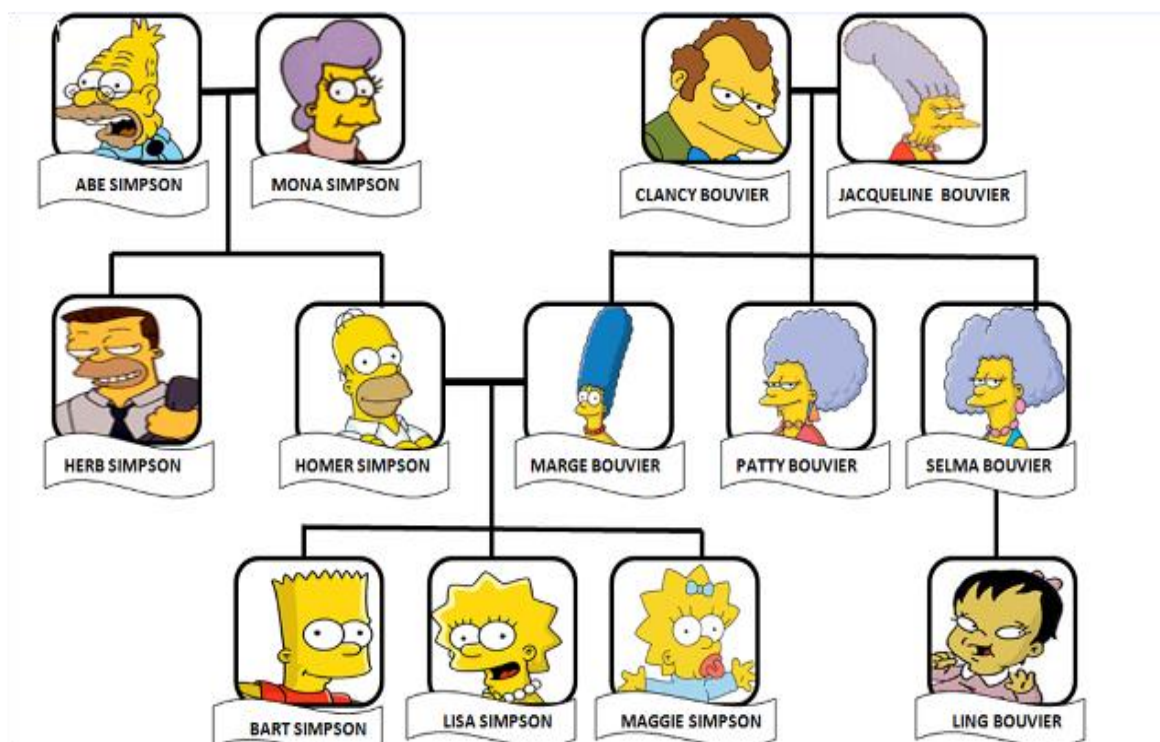 ABE SIMPSON
MONA SIMPSON
CLANCY BOUVIER
JACQUELINE BOUVIER
HERB SIMPSON
HOMER SIMPSON
MARGE BOUVIER
PATTY BOUVIER
SELMA BOUVIER
BART SIMPSON
LISA SIMPSON
MAGGIE SIMPSON
LING BOUVIER